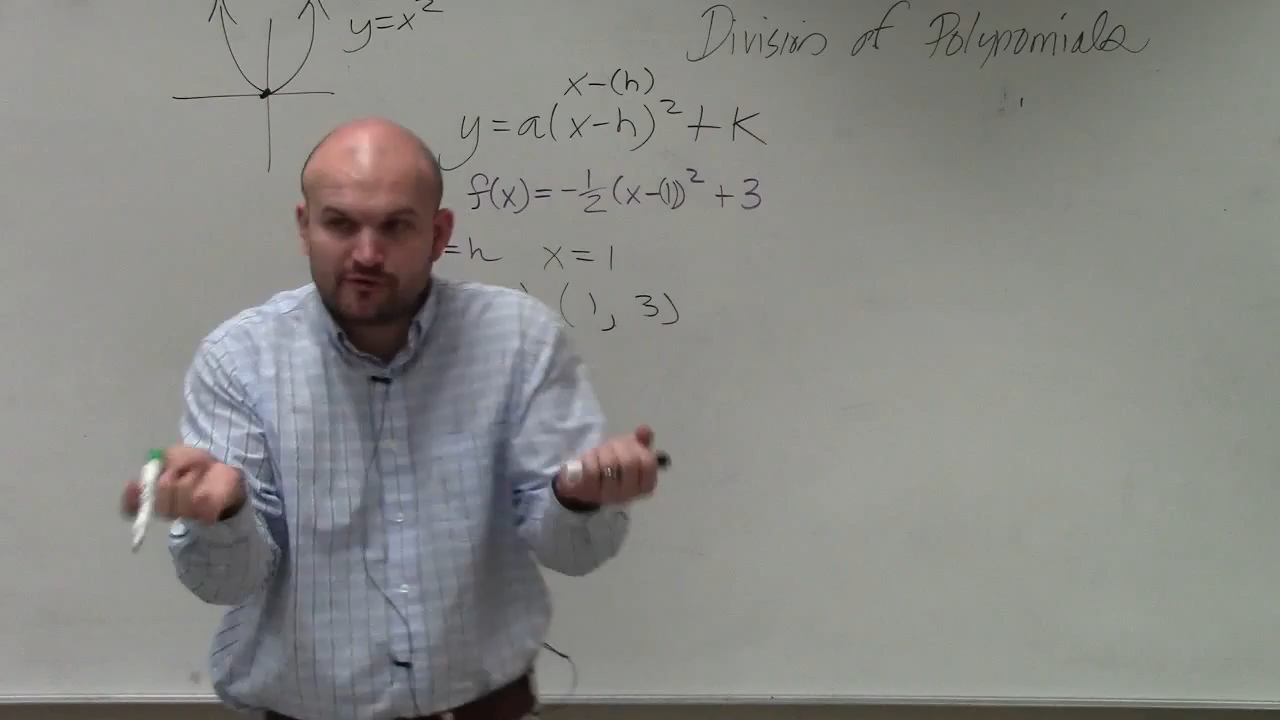 y=x²
Division of Polynomials
x-(h)
y=a(x-h)²+k
f(x)=-1/2(x-(1))²+3
=h x=1
) (1, 3)